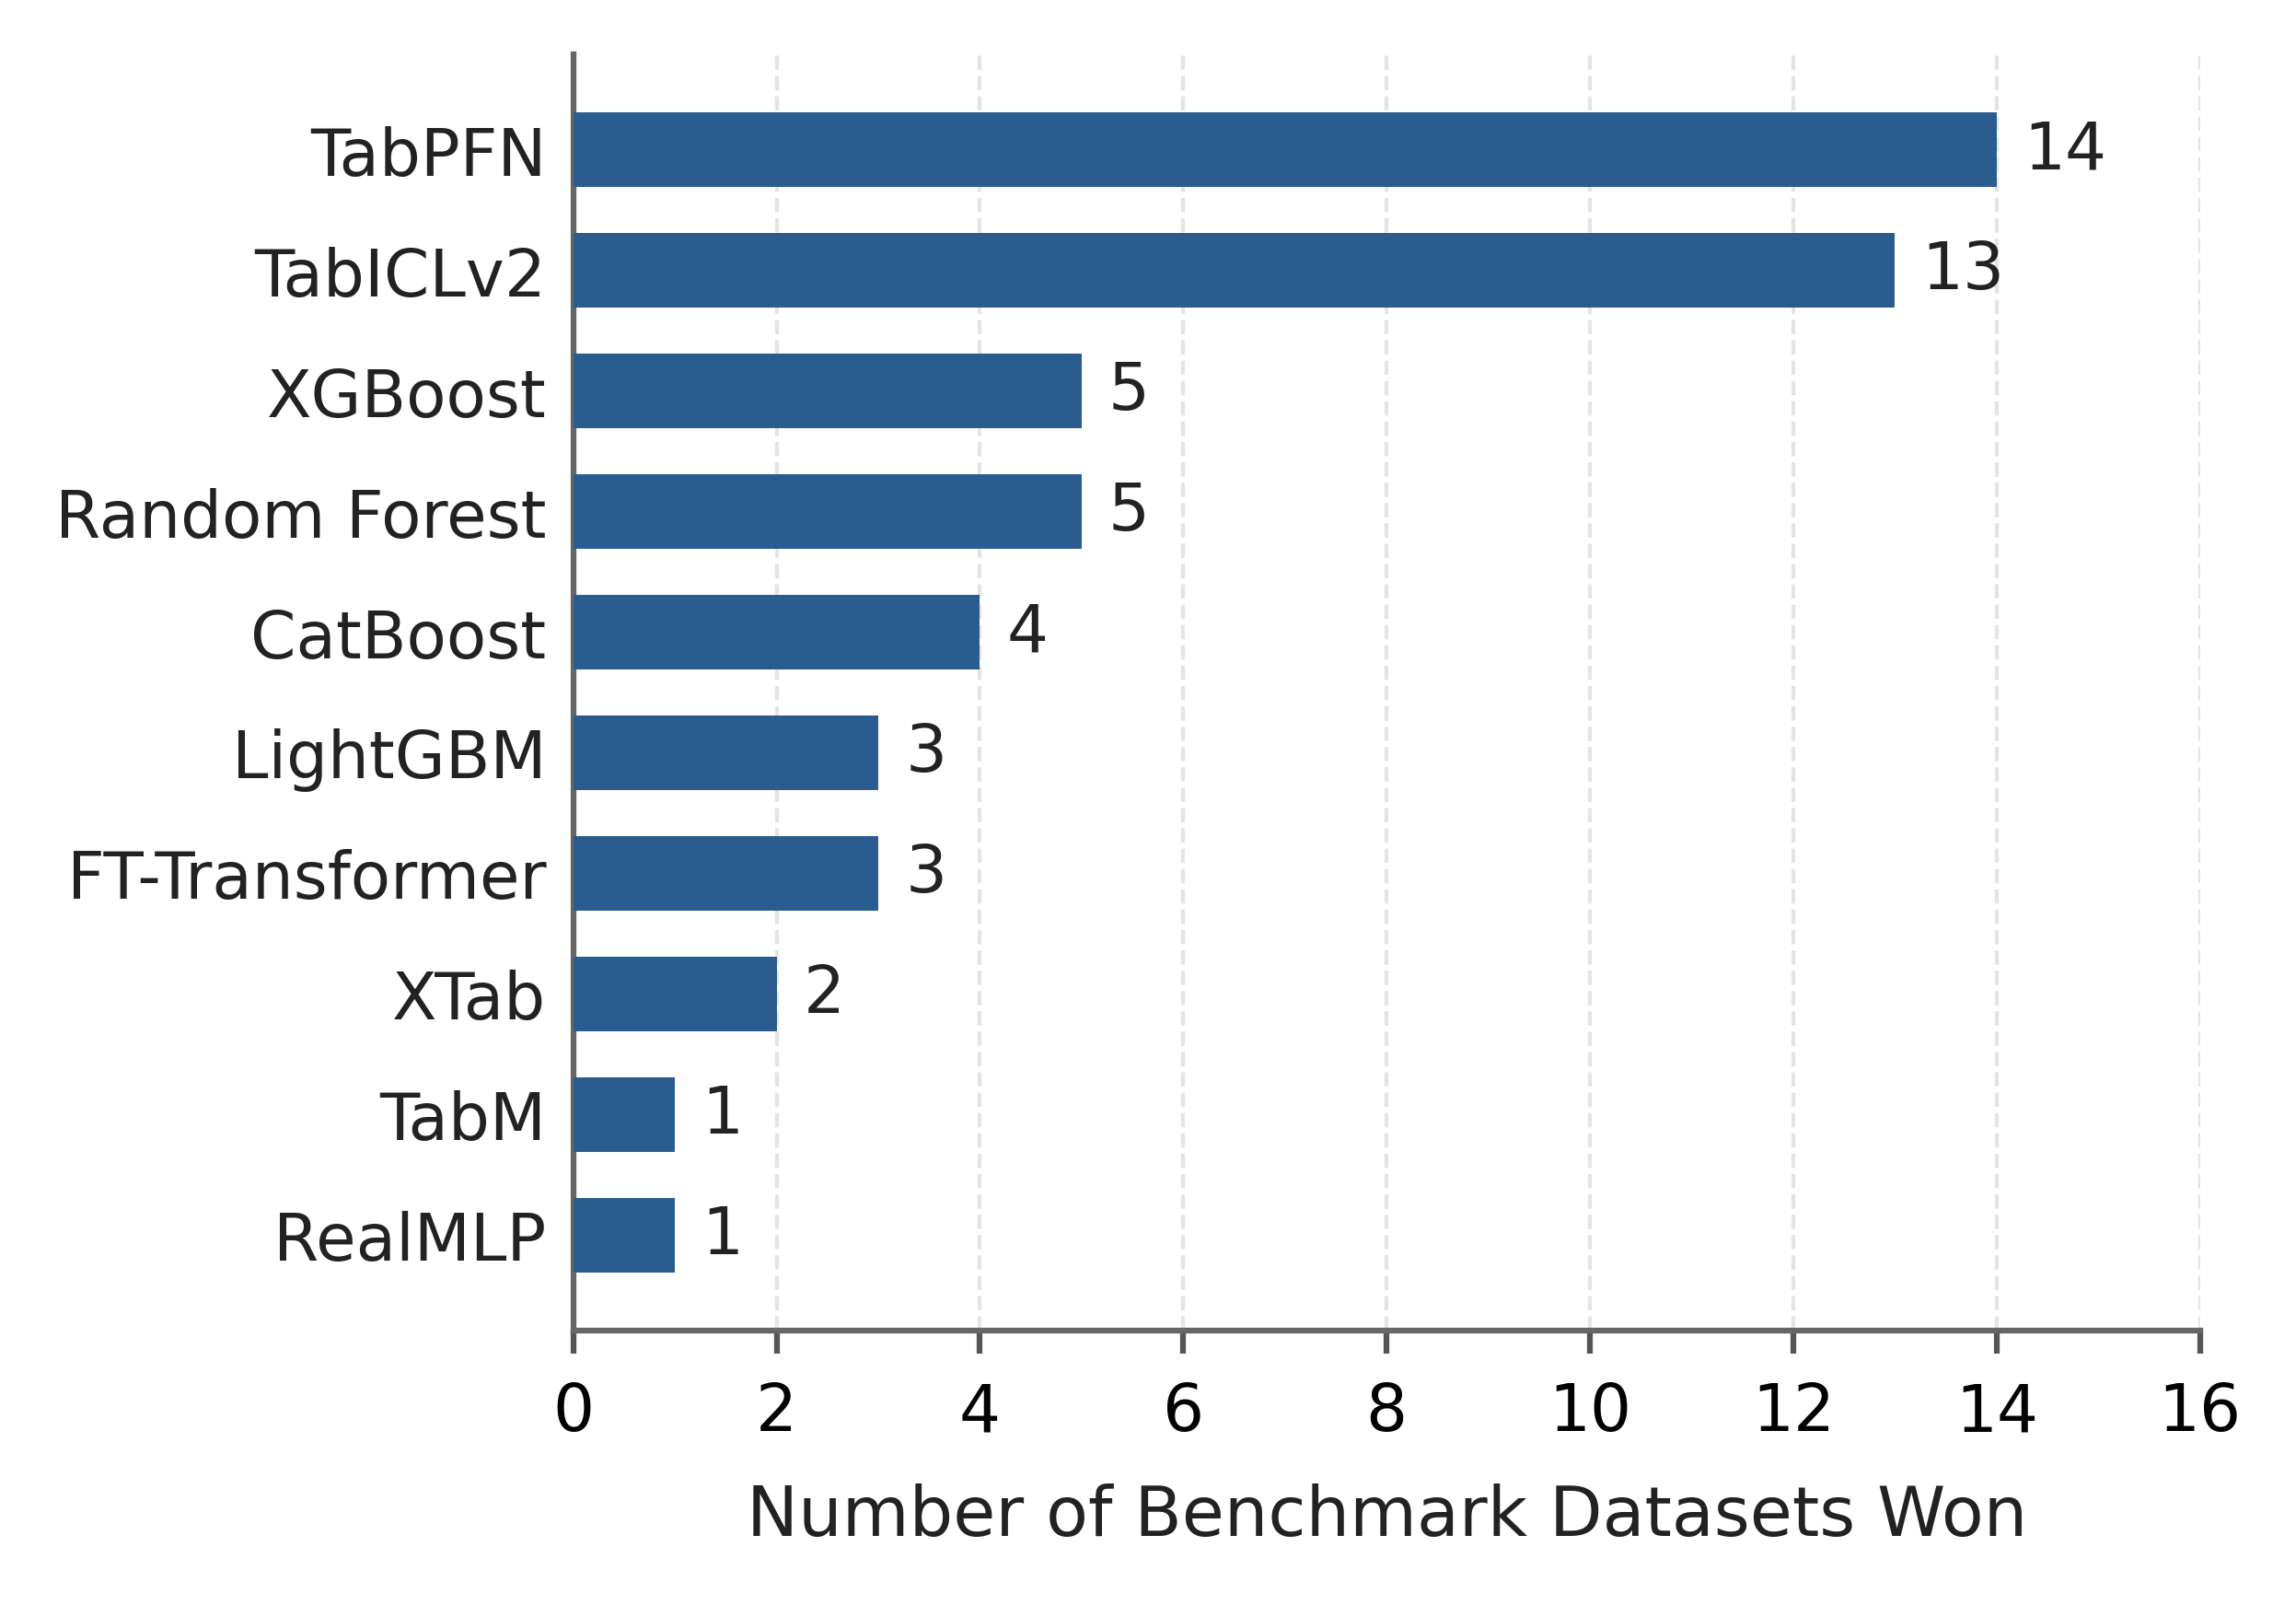 TabPFN 14
TabICLv2 13
XGBoost 5
Random Forest 5
CatBoost 4
LightGBM 3
FT-Transformer 3
XTab 2
TabM 1
RealMLP 1
0 2 4 6 8 10 12 14 16
Number of Benchmark Datasets Won